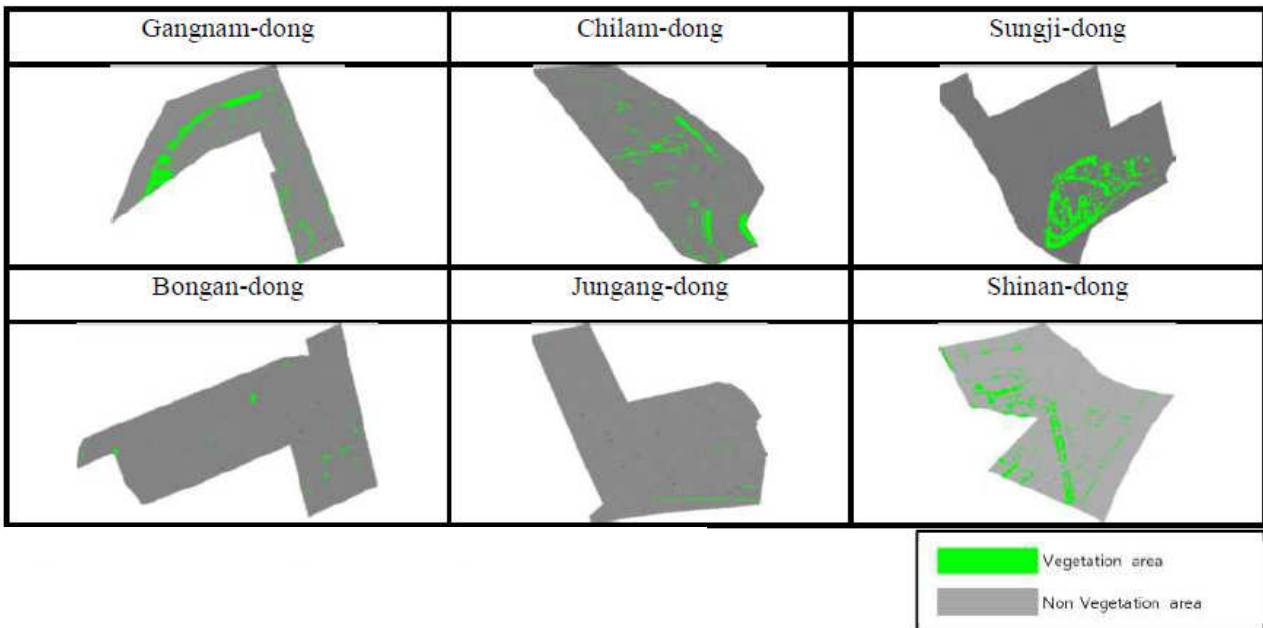 Gangnam-dong
Chilam-dong
Sungji-dong
Bongan-dong
Jungang-dong
Shinan-dong
Vegetation area
Non Vegetation area